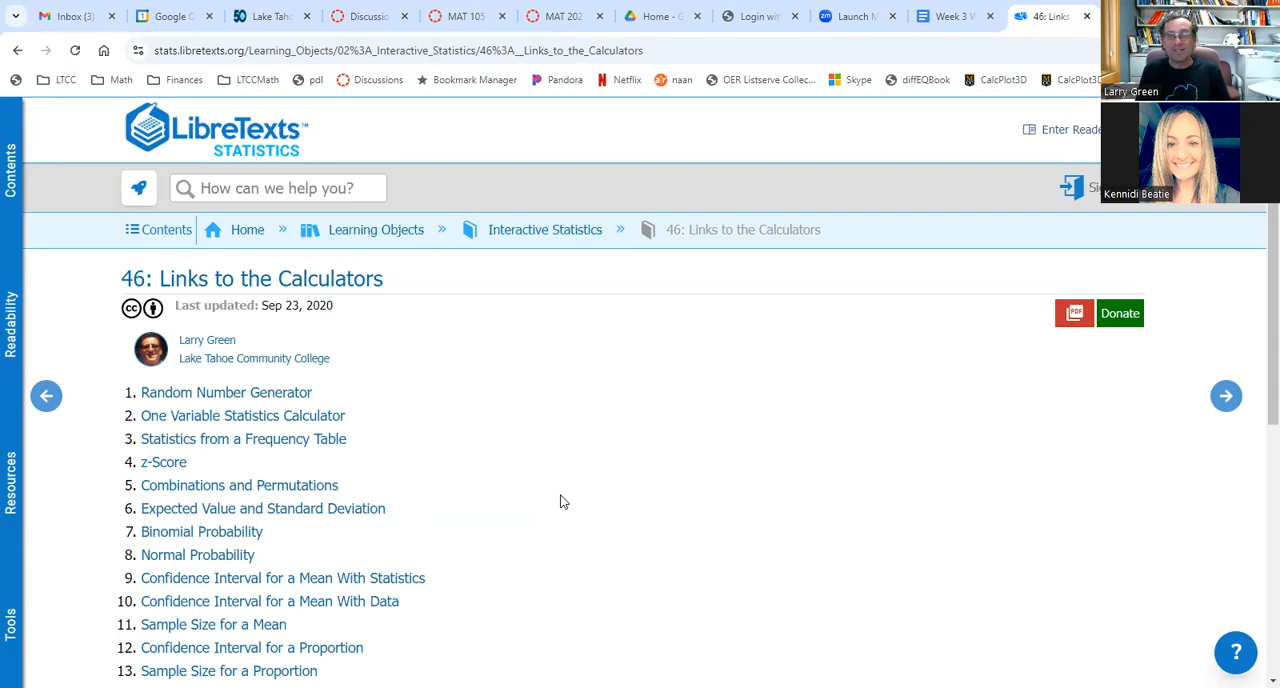 Inbox (3)
Google C
Lake Taho
Discussio
MAT 105
MAT 202
Home - G
Login wit
Launch M
Week 3 V
46: Links
stats.libretexts.org/Learning_Objects/02%3A_Interactive_Statistics/46%3A__Links_to_the_Calculators
LTCC
Math
Finances
LTCCMath
pdl
Discussions
Bookmark Manager
Pandora
Netflix
naan
OER Listserve Collec...
Skype
diffEQBook
CalcPlot3D
CalcPlot3D
Larry Green
Kennidi Beatie
LibreTexts™
STATISTICS
Enter Reade
How can we help you?
Contents
Home » Learning Objects » Interactive Statistics » 46: Links to the Calculators
46: Links to the Calculators
Last updated: Sep 23, 2020
PDF
Donate
Larry Green
Lake Tahoe Community College
1. Random Number Generator
2. One Variable Statistics Calculator
3. Statistics from a Frequency Table
4. z-Score
5. Combinations and Permutations
6. Expected Value and Standard Deviation
7. Binomial Probability
8. Normal Probability
9. Confidence Interval for a Mean With Statistics
10. Confidence Interval for a Mean With Data
11. Sample Size for a Mean
12. Confidence Interval for a Proportion
13. Sample Size for a Proportion
Contents
Readability
Resources
Tools
?